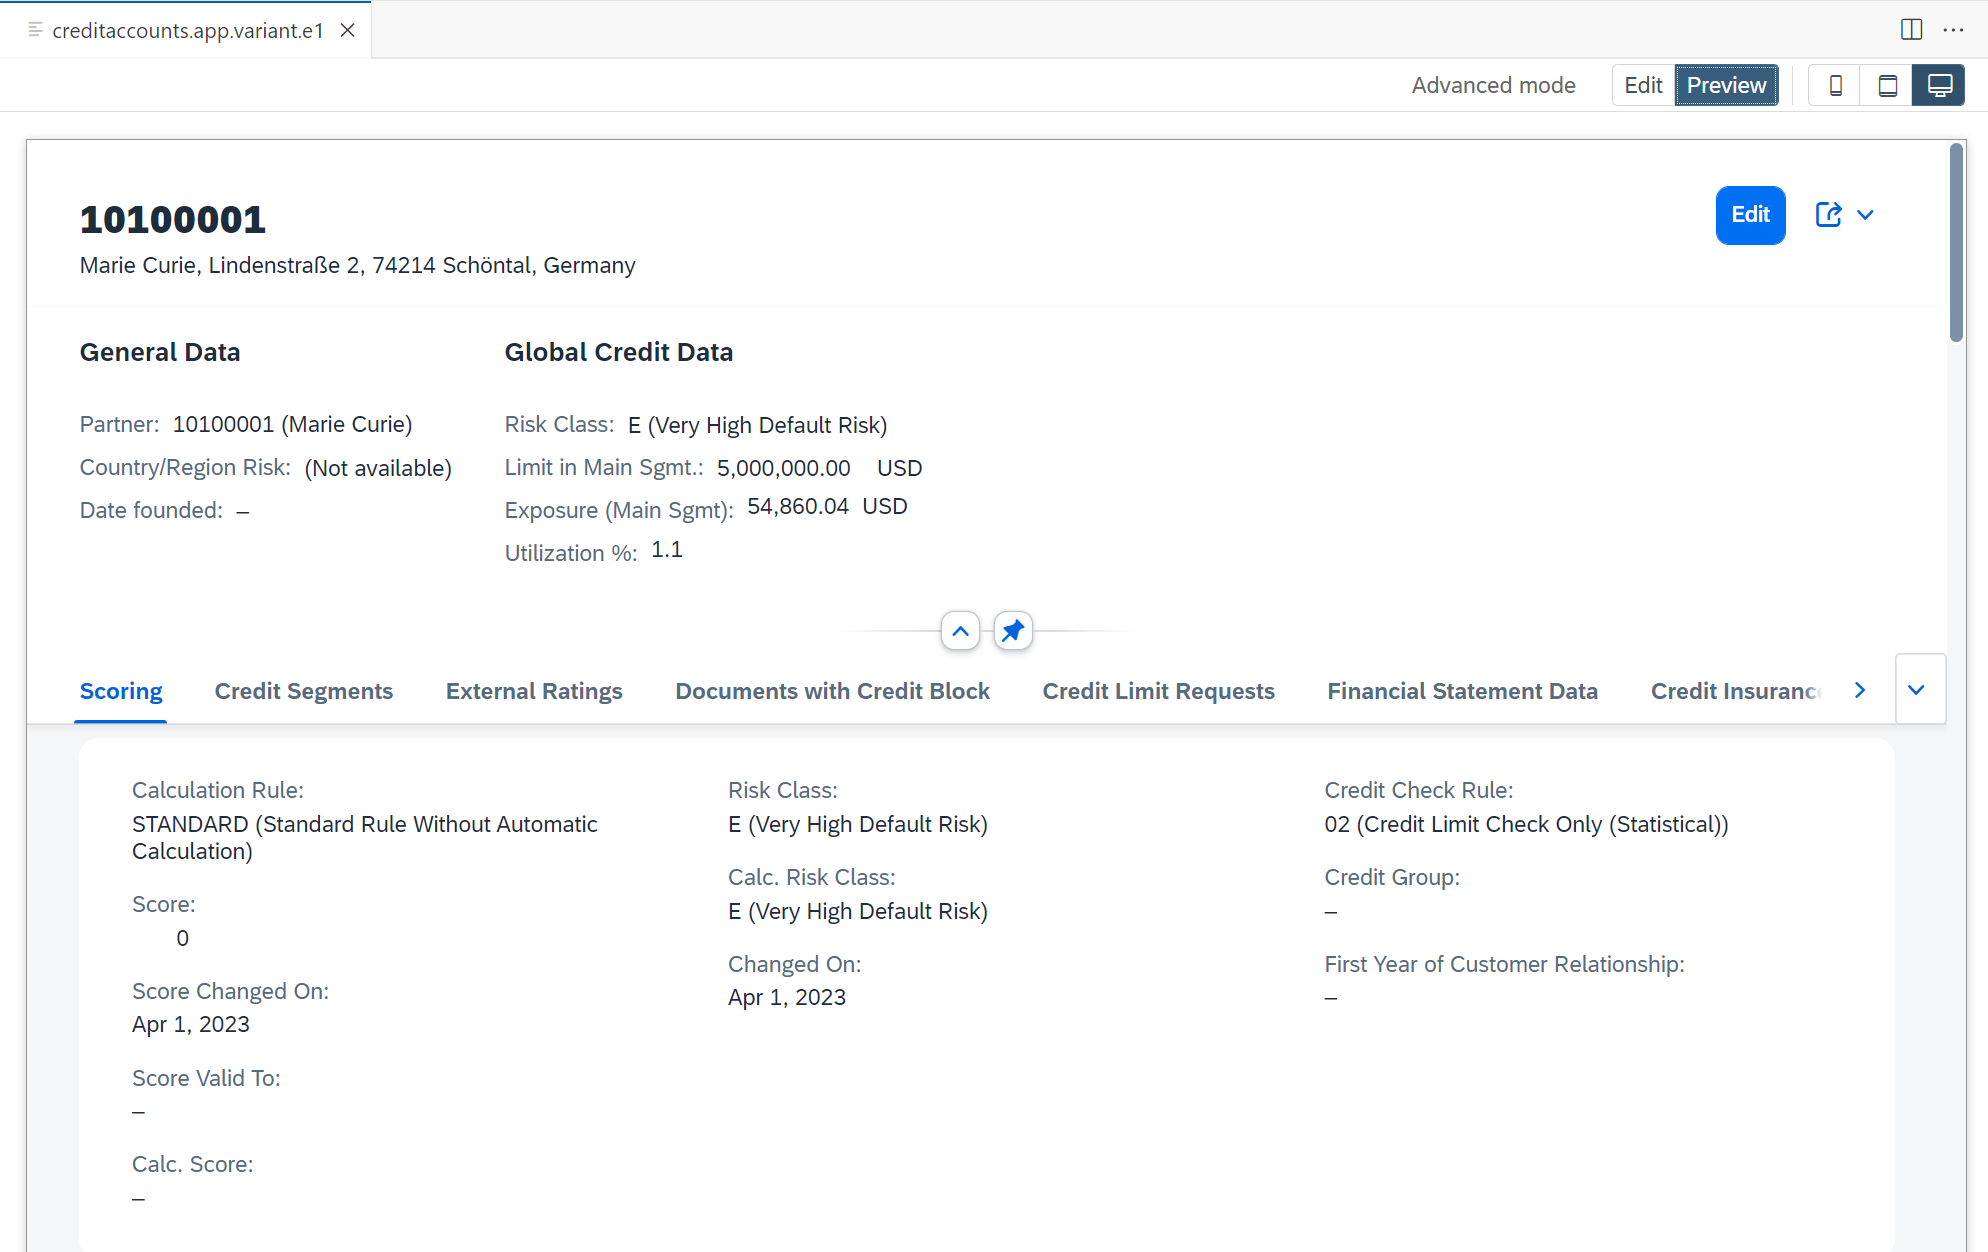 creditaccounts.app.variant.e1
Advanced mode Edit Preview
10100001
Edit
Marie Curie, Lindenstraße 2, 74214 Schöntal, Germany
General Data
Partner: 10100001 (Marie Curie)
Country/Region Risk: (Not available)
Date founded: –
Global Credit Data
Risk Class: E (Very High Default Risk)
Limit in Main Sgmt.: 5,000,000.00 USD
Exposure (Main Sgmt): 54,860.04 USD
Utilization %: 1.1
Scoring Credit Segments External Ratings Documents with Credit Block Credit Limit Requests Financial Statement Data Credit Insurance
Calculation Rule:
STANDARD (Standard Rule Without Automatic
Calculation)
Score:
0
Score Changed On:
Apr 1, 2023
Score Valid To:
–
Calc. Score:
–
Risk Class:
E (Very High Default Risk)
Calc. Risk Class:
E (Very High Default Risk)
Changed On:
Apr 1, 2023
Credit Check Rule:
02 (Credit Limit Check Only (Statistical))
Credit Group:
–
First Year of Customer Relationship:
–